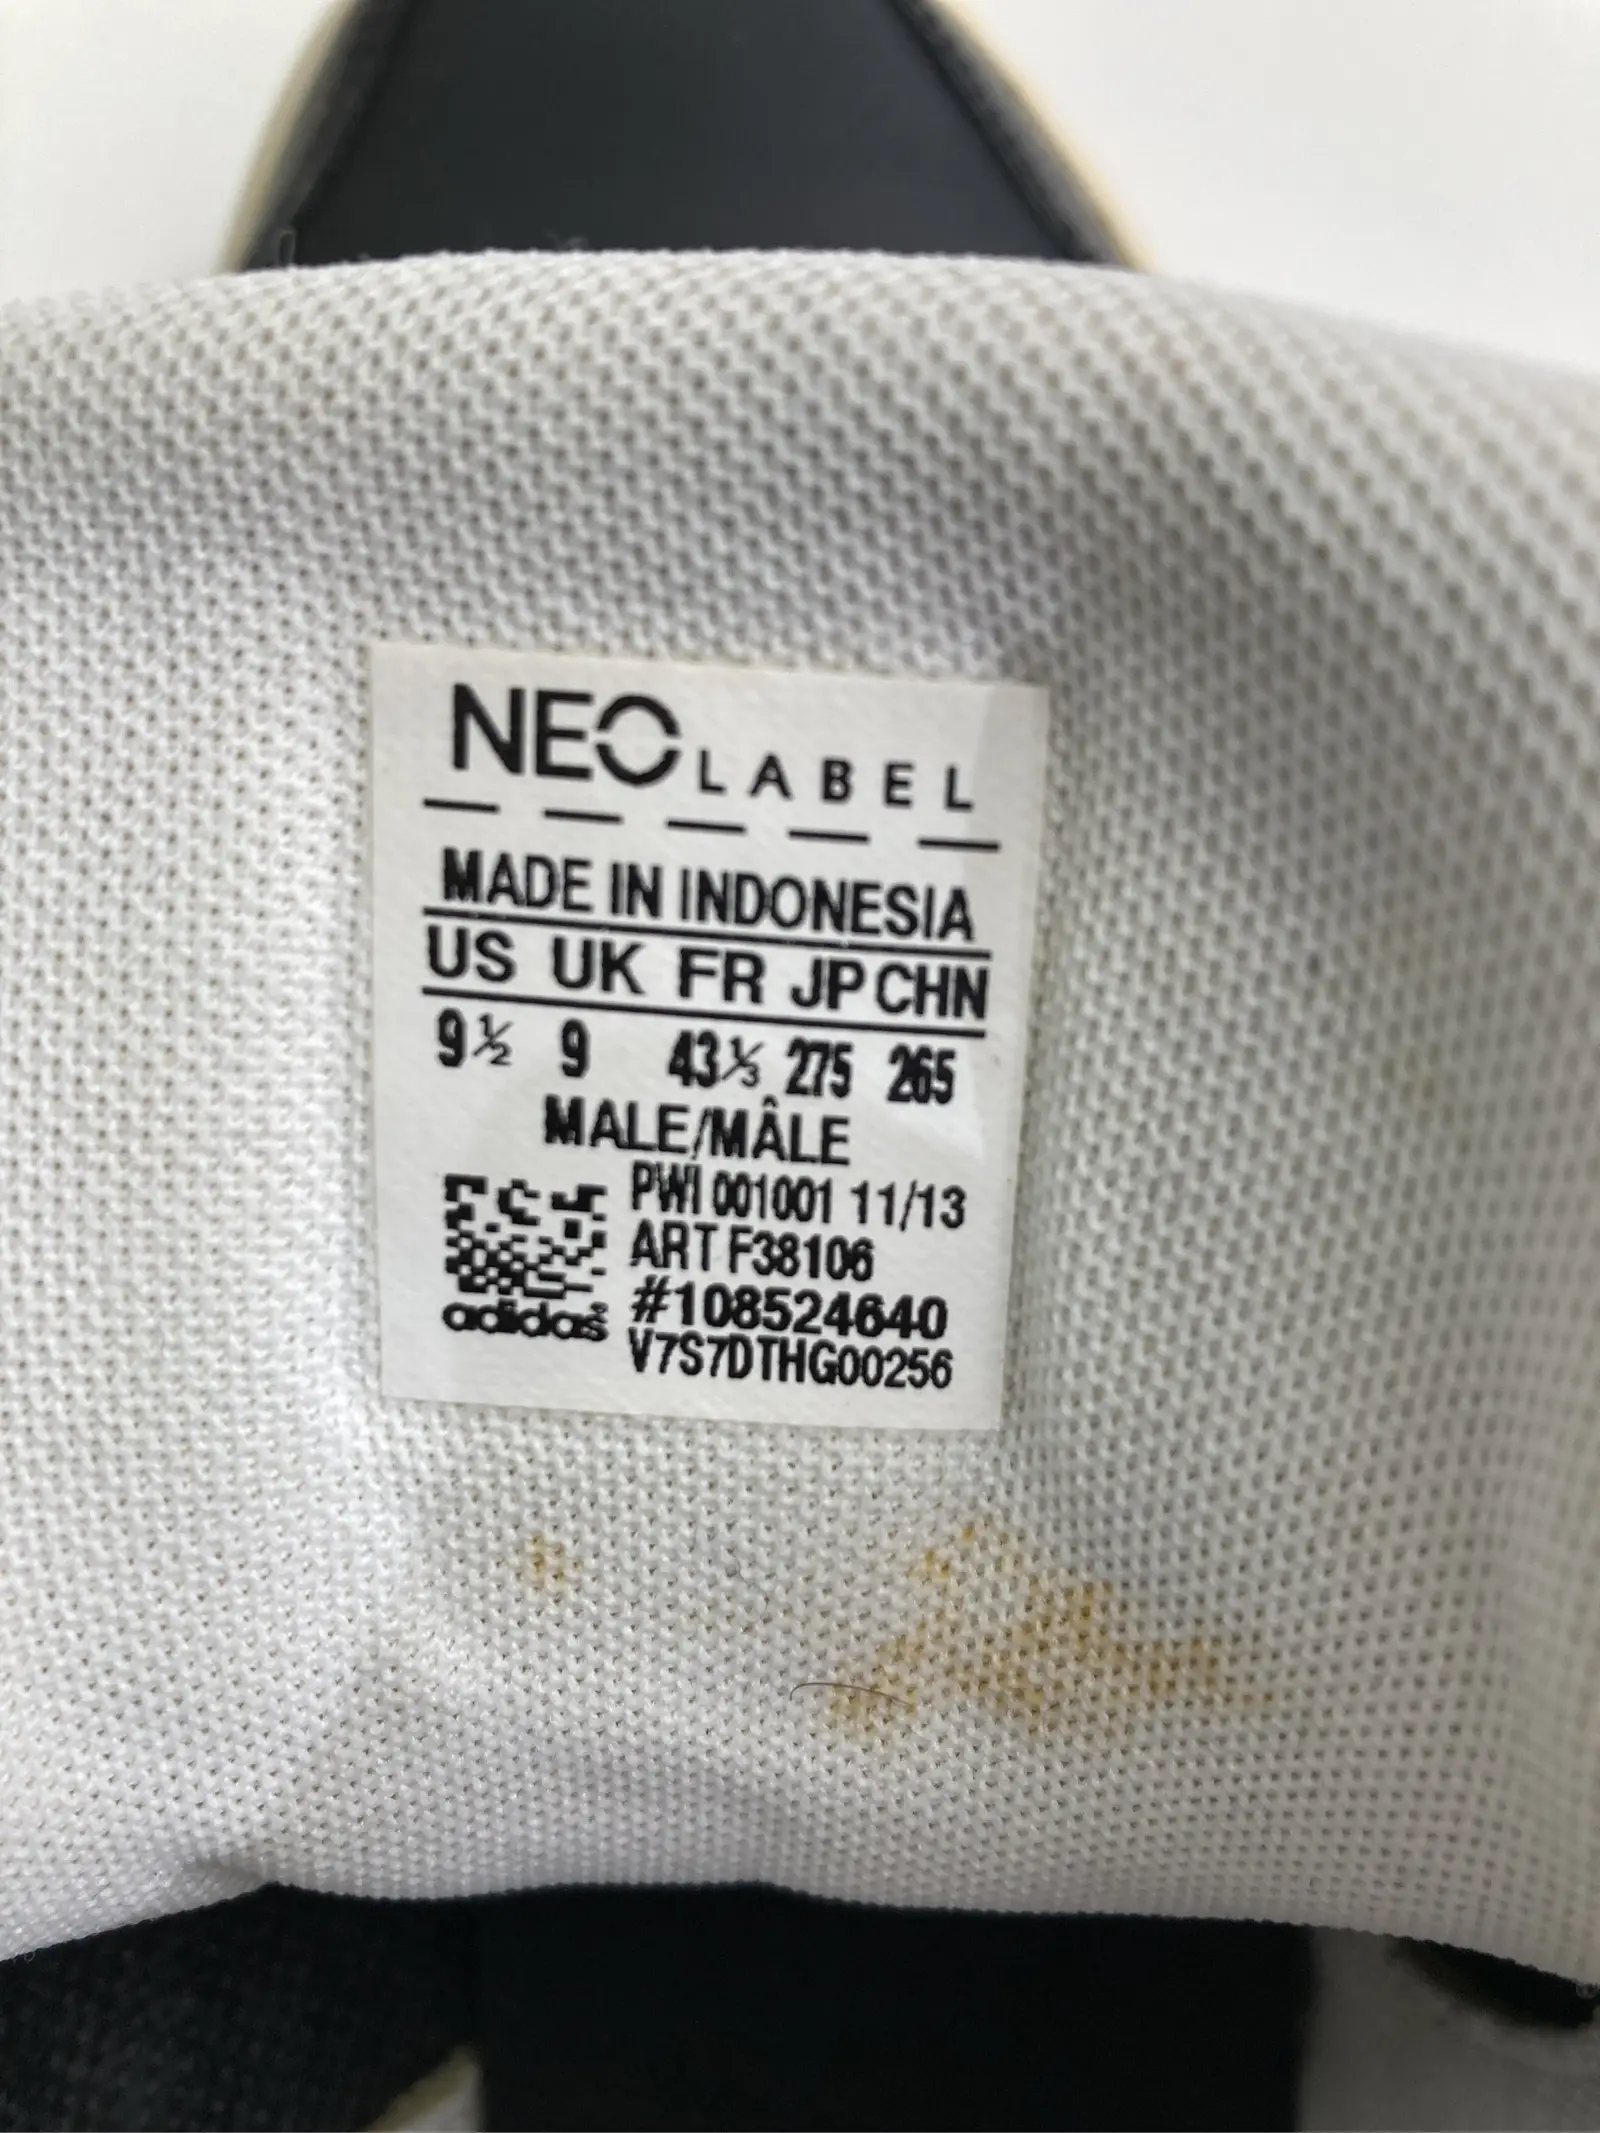 NEO LABEL
MADE IN INDONESIA
US UK FR JP CHN
9½ 9 43⅓ 275 265
MALE/MÂLE
PWI 001001 11/13
ART F38106
#108524640
adidas®
V7S7DTHG00256